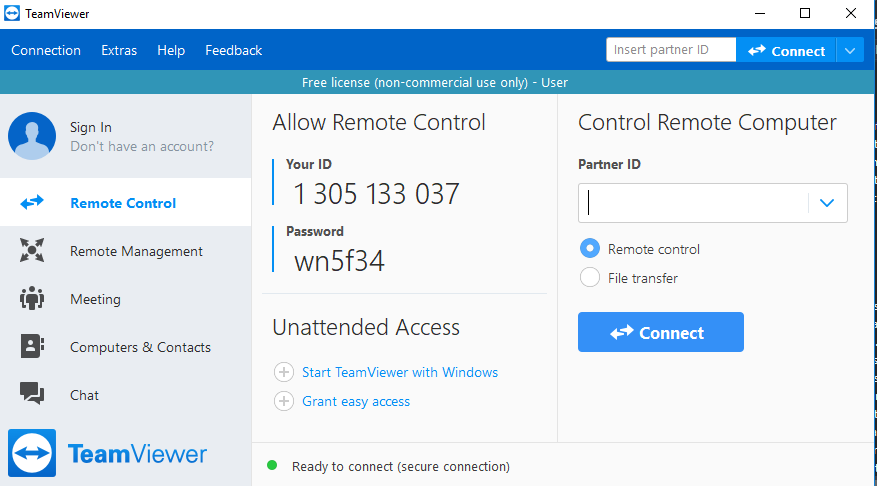 TeamViewer
Connection Extras Help Feedback
Insert partner ID Connect
Free license (non-commercial use only) - User
Sign In
Don't have an account?
Remote Control
Remote Management
Meeting
Computers & Contacts
Chat
TeamViewer
Allow Remote Control
Your ID
1 305 133 037
Password
wn5f34
Unattended Access
Start TeamViewer with Windows
Grant easy access
Control Remote Computer
Partner ID
Remote control
File transfer
Connect
Ready to connect (secure connection)